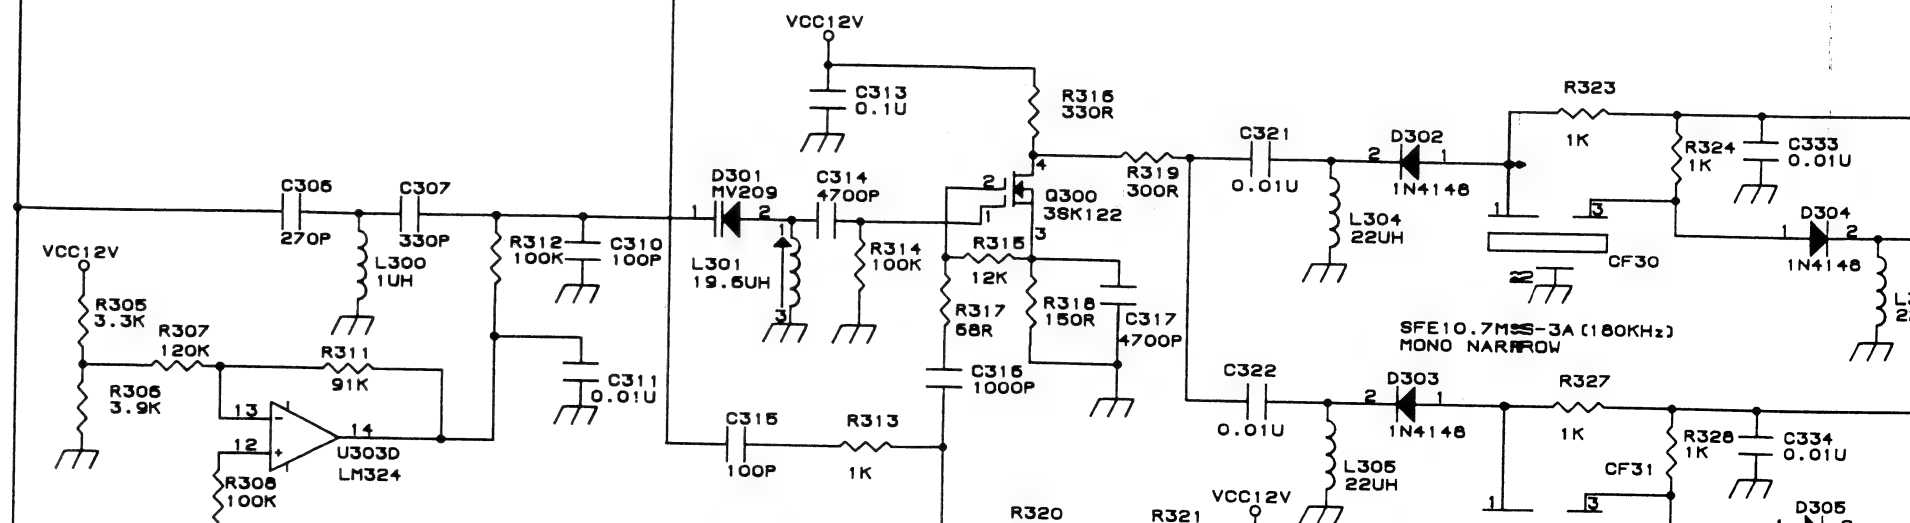 VCC12V
C313
0.1U
R316
330R
R323
1K
C321
0.01U
D302
2
1
1N4148
R324
1K
C333
0.01U
R319
300R
4
Q300
3SK122
2
1
3
D301
MV209
1
2
C314
4700P
C306
270P
C307
330P
L300
1UH
R312
100K
C310
100P
L301
19.6UH
1
3
R314
100K
R315
12K
R317
68R
R318
150R
C317
4700P
C316
1000P
L304
22UH
1
3
CF30
D304
1
2
1N4148
SFE10.7MS-3A (180KHz)
MONO NARROW
VCC12V
R305
3.3K
R307
120K
R311
91K
R306
3.9K
13
12
14
U303D
LM324
R308
100K
C311
0.01U
C315
100P
R313
1K
C322
0.01U
D303
2
1
1N4148
R327
1K
R328
1K
C334
0.01U
CF31
L305
22UH
VCC12V
1
3
R320
R321
D305